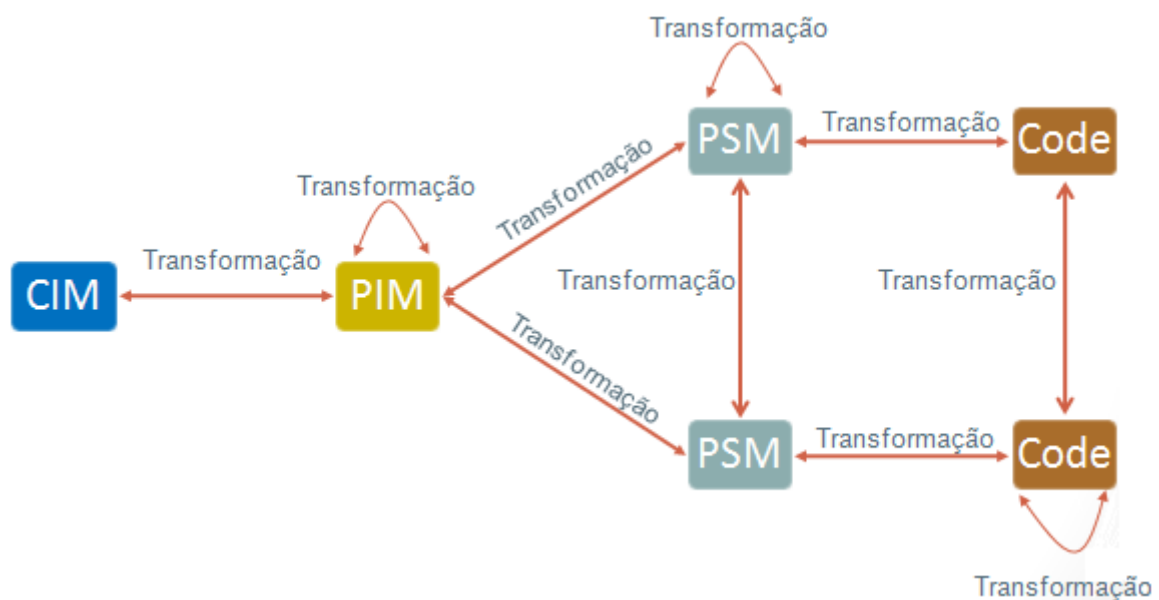 Transformação
PSM
Transformação
Code
Transformação
Transformação
CIM
Transformação
PIM
Transformação
Transformação
Transformação
PSM
Transformação
Code
Transformação